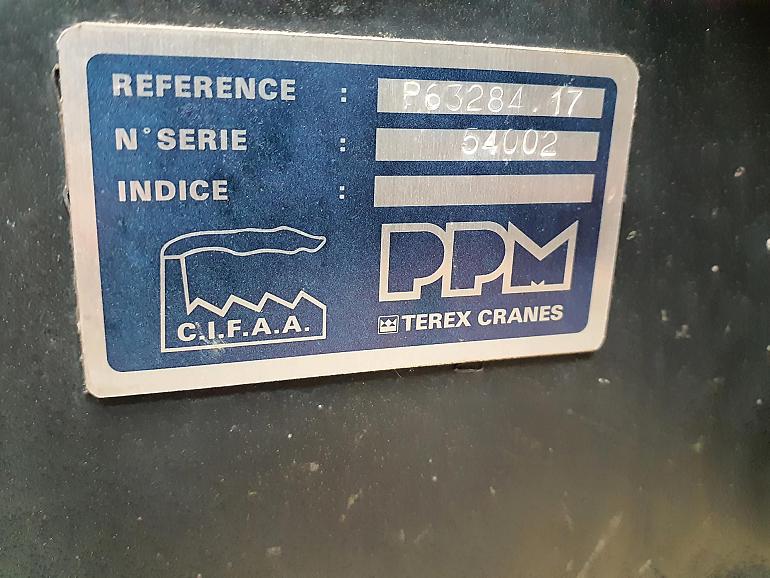 REFERENCE : P63284.17
N° SERIE : 54002
INDICE :
C.I.F.A.A.
PPM
TEREX CRANES